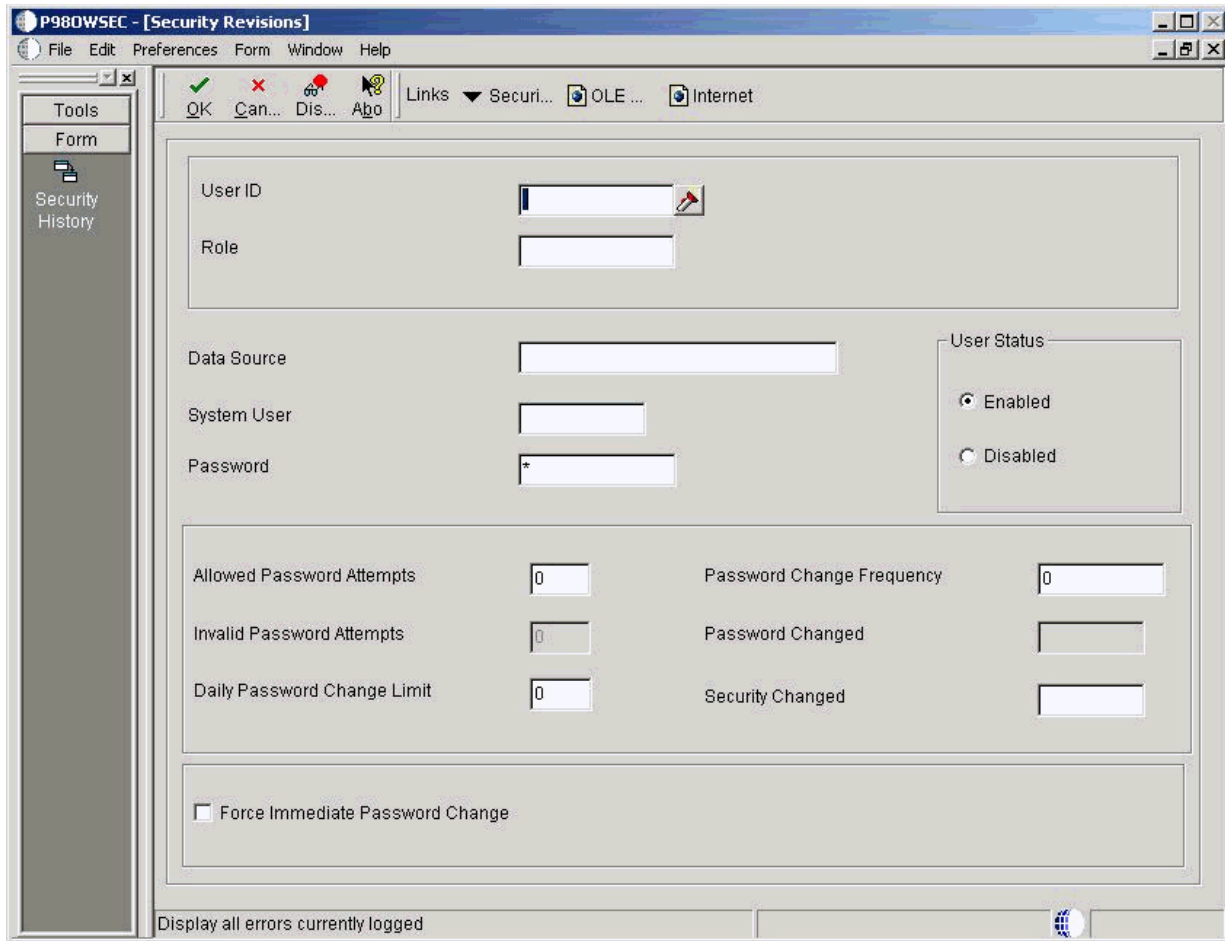 P98OWSEC - [Security Revisions]
File Edit Preferences Form Window Help
Tools
Form
Security
History
OK Can... Dis... Abo Links Securi... OLE ... Internet
User ID
Role
Data Source
System User
Password *
User Status
Enabled
Disabled
Allowed Password Attempts 0 Password Change Frequency 0
Invalid Password Attempts 0 Password Changed
Daily Password Change Limit 0 Security Changed
Force Immediate Password Change
Display all errors currently logged